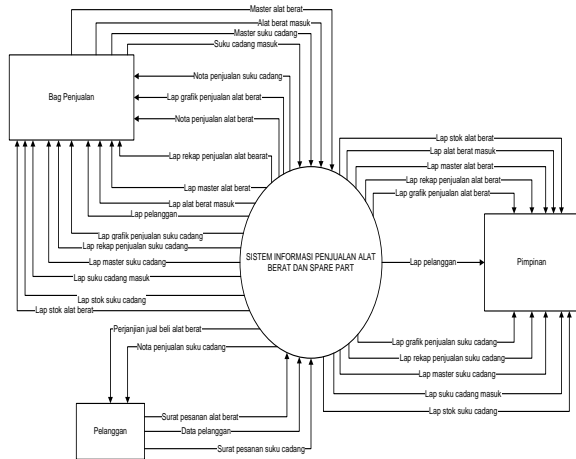 Master alat berat
Alat berat masuk
Master suku cadang
Suku cadang masuk
Bag Penjualan
Nota penjualan suku cadang
Lap grafik penjualan alat berat
Nota penjualan alat berat
Lap rekap penjualan alat bearat
Lap master alat berat
Lap alat berat masuk
Lap pelanggan
Lap grafik penjualan suku cadang
Lap rekap penjualan suku cadang
Lap master suku cadang
Lap suku cadang masuk
Lap stok suku cadang
Lap stok alat berat
SISTEM INFORMASI PENJUALAN ALAT
BERAT DAN SPARE PART
Lap stok alat berat
Lap alat berat masuk
Lap master alat berat
Lap rekap penjualan alat berat
Lap grafik penjualan alat berat
Lap pelanggan
Pimpinan
Lap grafik penjualan suku cadang
Lap rekap penjualan suku cadang
Lap master suku cadang
Lap suku cadang masuk
Lap stok suku cadang
Perjanjian jual beli alat berat
Nota penjualan suku cadang
Pelanggan
Surat pesanan alat berat
Data pelanggan
Surat pesanan suku cadang